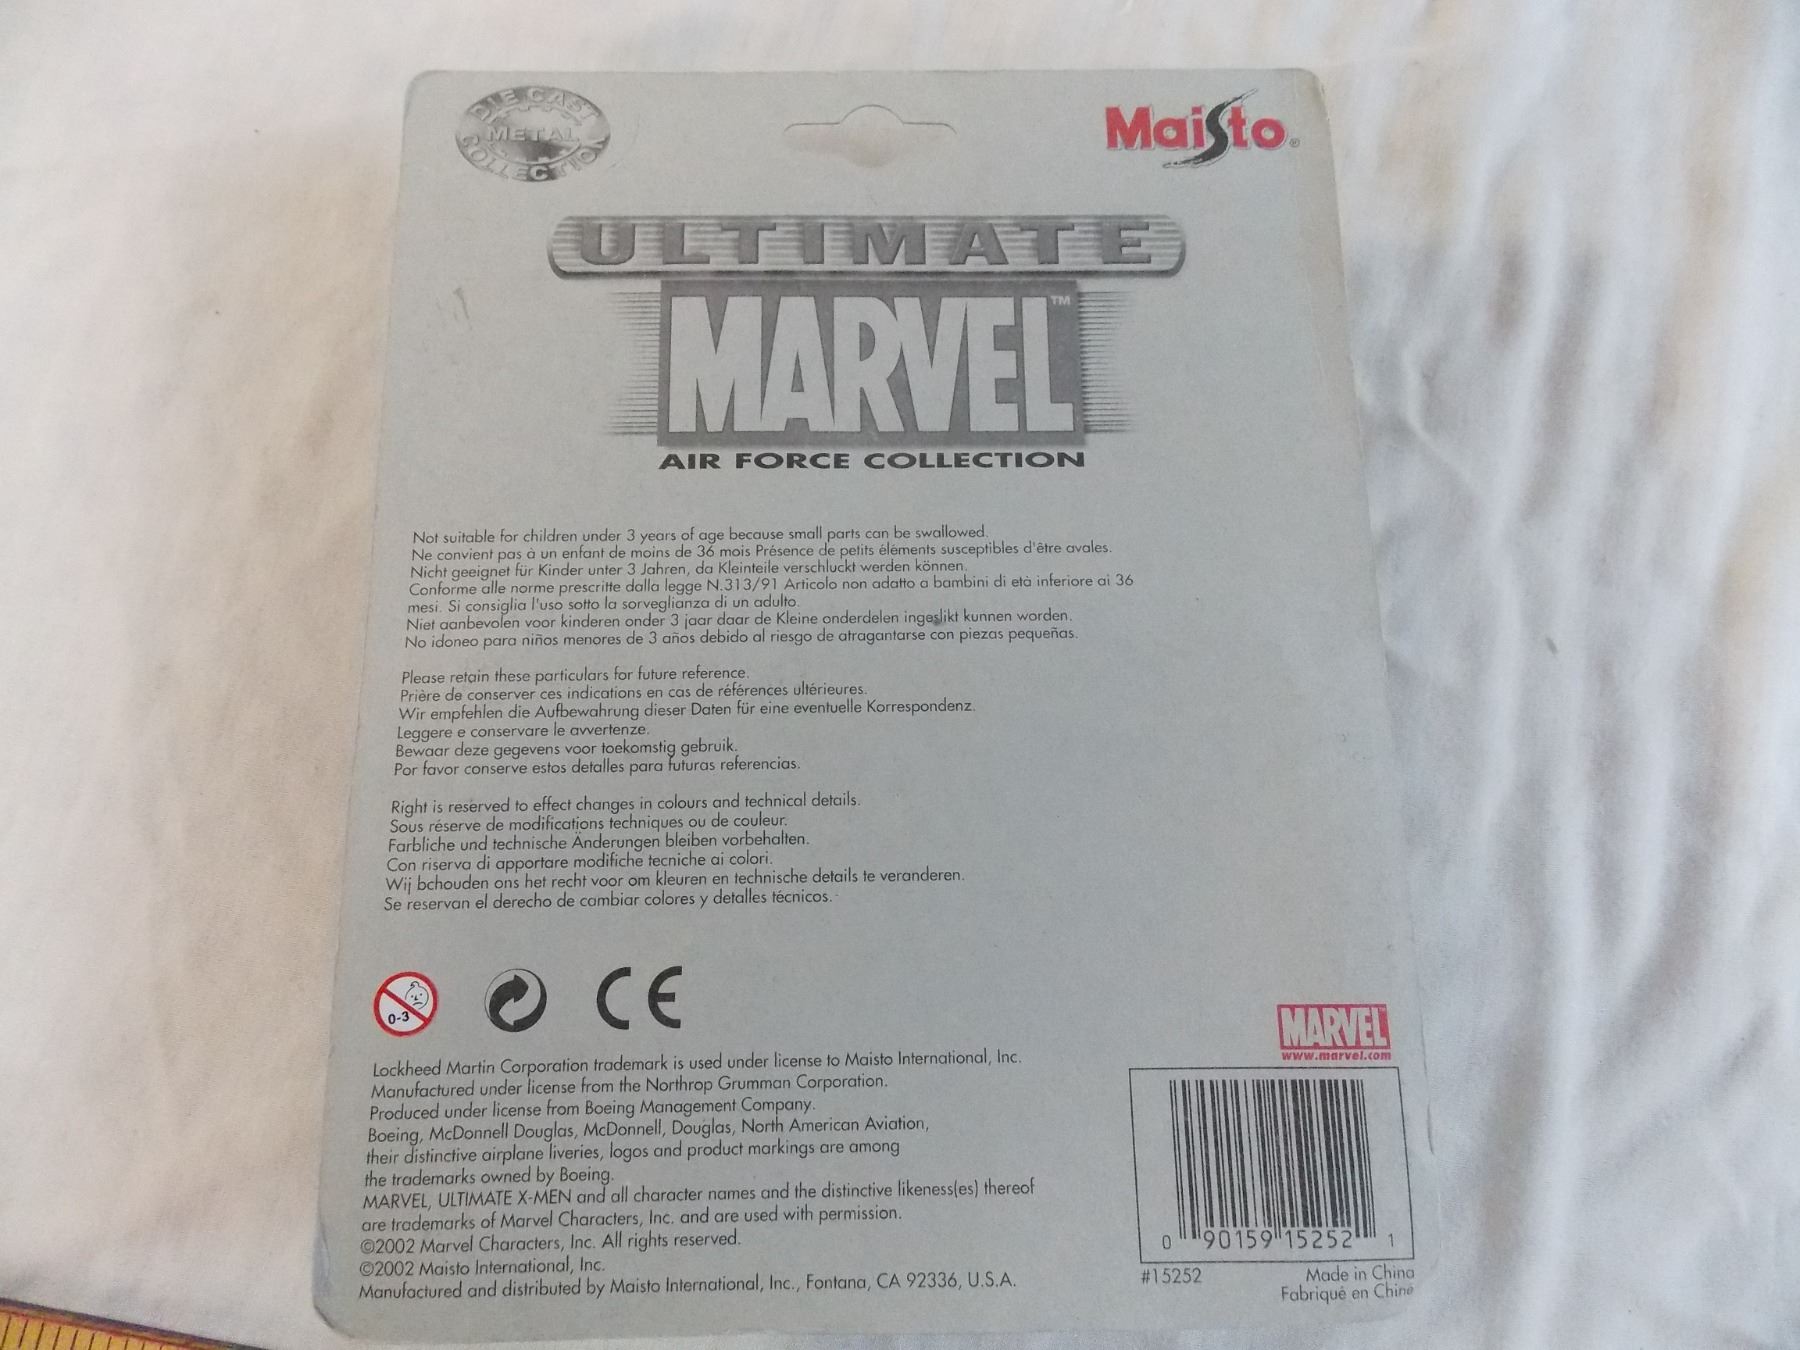 DIE CAST
METAL
COLLECTION
Maisto®
ULTIMATE
MARVEL™
AIR FORCE COLLECTION
Not suitable for children under 3 years of age because small parts can be swallowed.
Ne convient pas à un enfant de moins de 36 mois Présence de petits éléments susceptibles d'être avales.
Nicht geeignet für Kinder unter 3 Jahren, da Kleinteile verschluckt werden können.
Conforme alle norme prescritte dalla legge N.313/91 Articolo non adatto a bambini di età inferiore ai 36
mesi. Si consiglia l'uso sotto la sorveglianza di un adulto.
Niet aanbevolen voor kinderen onder 3 jaar daar de Kleine onderdelen ingeslikt kunnen worden.
No idoneo para niños menores de 3 años debido al riesgo de atragantarse con piezas pequeñas.
Please retain these particulars for future reference.
Prière de conserver ces indications en cas de références ultérieures.
Wir empfehlen die Aufbewahrung dieser Daten für eine eventuelle Korrespondenz.
Leggere e conservare le avvertenze.
Bewaar deze gegevens voor toekomstig gebruik.
Por favor conserve estos detalles para futuras referencias.
Right is reserved to effect changes in colours and technical details.
Sous réserve de modifications techniques ou de couleur.
Farbliche und technische Änderungen bleiben vorbehalten.
Con riserva di apportare modifiche tecniche ai colori.
Wij bchouden ons het recht voor om kleuren en technische details te veranderen.
Se reservan el derecho de cambiar colores y detalles técnicos.
0-3
CE
Lockheed Martin Corporation trademark is used under license to Maisto International, Inc.
Manufactured under license from the Northrop Grumman Corporation.
Produced under license from Boeing Management Company.
Boeing, McDonnell Douglas, McDonnell, Douglas, North American Aviation,
their distinctive airplane liveries, logos and product markings are among
the trademarks owned by Boeing.
MARVEL, ULTIMATE X-MEN and all character names and the distinctive likeness(es) thereof
are trademarks of Marvel Characters, Inc. and are used with permission.
©2002 Marvel Characters, Inc. All rights reserved.
©2002 Maisto International, Inc.
Manufactured and distributed by Maisto International, Inc., Fontana, CA 92336, U.S.A.
MARVEL
www.marvel.com
0 90159 15252 1
#15252
Made in China
Fabriqué en Chine